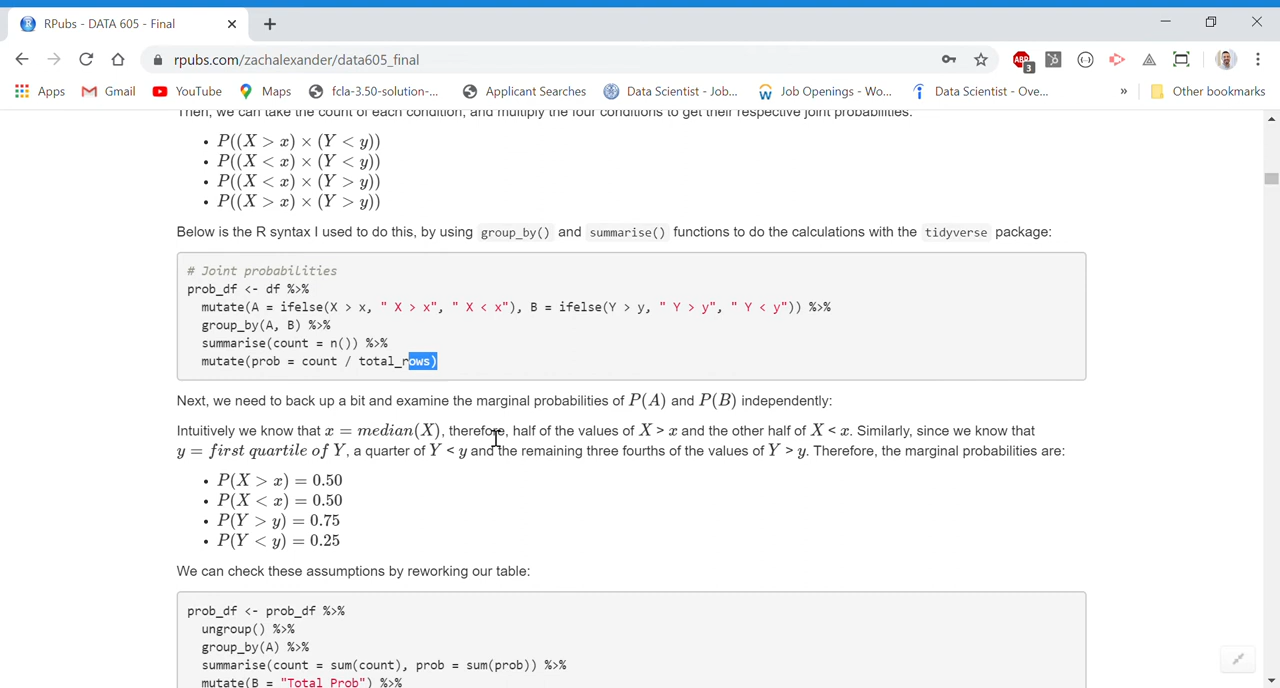 RPubs - DATA 605 - Final
rpubs.com/zachalexander/data605_final
ABP
3
Apps
Gmail
YouTube
Maps
fcla-3.50-solution-...
Applicant Searches
Data Scientist - Job...
Job Openings - Wo...
Data Scientist - Ove...
»
Other bookmarks
Then, we can take the count of each condition, and multiply the four conditions to get their respective joint probabilities.
• P((X > x) × (Y < y))
• P((X < x) × (Y < y))
• P((X < x) × (Y > y))
• P((X > x) × (Y > y))
Below is the R syntax I used to do this, by using group_by() and summarise() functions to do the calculations with the tidyverse package:
# Joint probabilities
prob_df <- df %>%
mutate(A = ifelse(X > x, " X > x", " X < x"), B = ifelse(Y > y, " Y > y", " Y < y")) %>%
group_by(A, B) %>%
summarise(count = n()) %>%
mutate(prob = count / total_rows)
Next, we need to back up a bit and examine the marginal probabilities of P(A) and P(B) independently:
Intuitively we know that x = median(X), therefore, half of the values of X > x and the other half of X < x. Similarly, since we know that
y = first quartile of Y, a quarter of Y < y and the remaining three fourths of the values of Y > y. Therefore, the marginal probabilities are:
• P(X > x) = 0.50
• P(X < x) = 0.50
• P(Y > y) = 0.75
• P(Y < y) = 0.25
We can check these assumptions by reworking our table:
prob_df <- prob_df %>%
ungroup() %>%
group_by(A) %>%
summarise(count = sum(count), prob = sum(prob)) %>%
mutate(B = "Total Prob") %>%